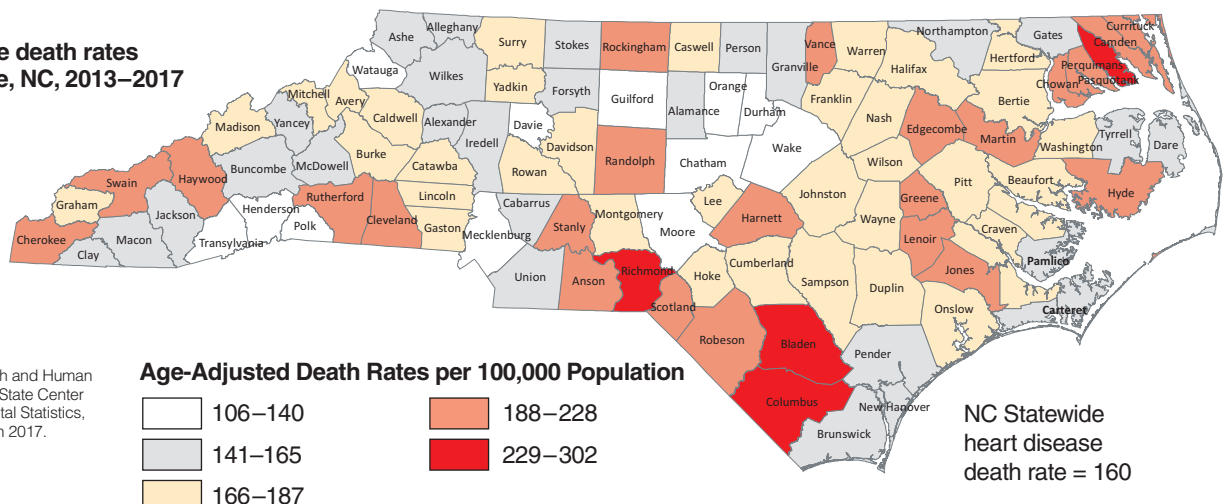 e death rates
e, NC, 2013–2017
Ashe
Alleghany
Surry
Stokes
Rockingham
Caswell
Person
Vance
Granville
Warren
Northampton
Gates
Currituck
Camden
Hertford
Perquimans
Pasquotank
Chowan
Halifax
Bertie
Watauga
Wilkes
Yadkin
Forsyth
Guilford
Alamance
Orange
Durham
Franklin
Nash
Edgecombe
Martin
Washington
Tyrrell
Dare
Mitchell
Avery
Caldwell
Alexander
Iredell
Davie
Davidson
Randolph
Chatham
Wake
Wilson
Pitt
Beaufort
Hyde
Madison
Yancey
McDowell
Burke
Catawba
Rowan
Johnston
Greene
Swain
Haywood
Buncombe
Rutherford
Cleveland
Lincoln
Gaston
Cabarrus
Stanly
Montgomery
Moore
Lee
Harnett
Wayne
Lenoir
Craven
Pamlico
Graham
Jackson
Henderson
Polk
Transylvania
Mecklenburg
Cherokee
Clay
Macon
Union
Anson
Richmond
Scotland
Hoke
Cumberland
Sampson
Duplin
Jones
Onslow
Carteret
Robeson
Bladen
Pender
Columbus
New Hanover
Brunswick
h and Human
State Center
tal Statistics,
n 2017.
Age-Adjusted Death Rates per 100,000 Population
106–140
141–165
166–187
188–228
229–302
NC Statewide
heart disease
death rate = 160